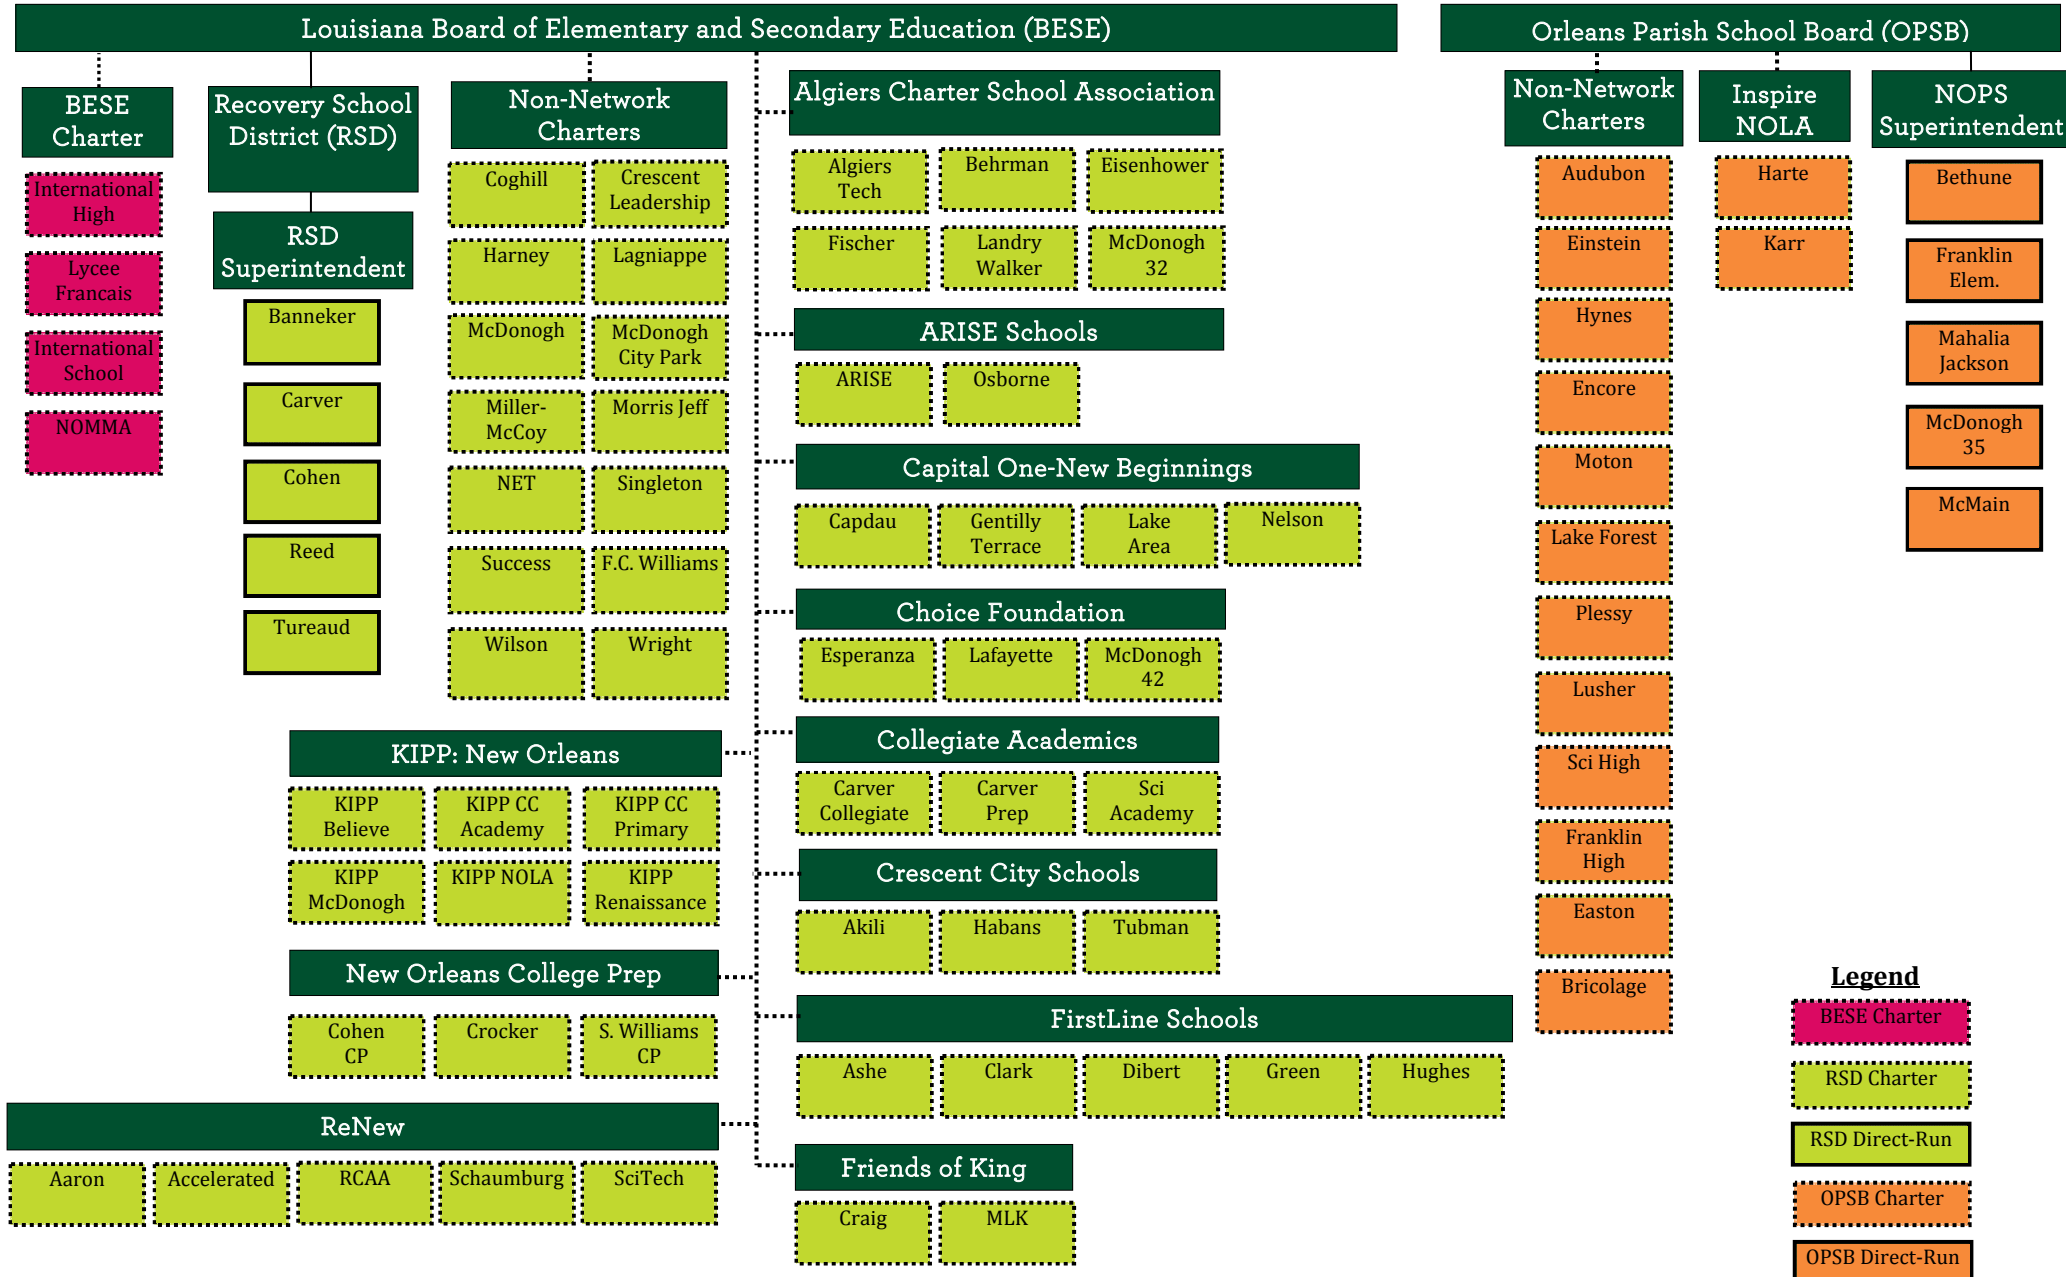 Louisiana Board of Elementary and Secondary Education (BESE)
BESE
Charter
International
High
Lycee
Francais
International
School
NOMMA
Recovery School
District (RSD)
RSD
Superintendent
Banneker
Carver
Cohen
Reed
Tureaud
Non-Network
Charters
Coghill
Crescent
Leadership
Harney
Lagniappe
McDonogh
McDonogh
City Park
Miller-
McCoy
Morris Jeff
NET
Singleton
Success
F.C. Williams
Wilson
Wright
KIPP: New Orleans
KIPP
Believe
KIPP CC
Academy
KIPP CC
Primary
KIPP
McDonogh
KIPP NOLA
KIPP
Renaissance
New Orleans College Prep
Cohen
CP
Crocker
S. Williams
CP
ReNew
Aaron
Accelerated
RCAA
Schaumburg
SciTech
Algiers Charter School Association
Algiers
Tech
Behrman
Eisenhower
Fischer
Landry
Walker
McDonogh
32
ARISE Schools
ARISE
Osborne
Capital One-New Beginnings
Capdau
Gentilly
Terrace
Lake
Area
Nelson
Choice Foundation
Esperanza
Lafayette
McDonogh
42
Collegiate Academics
Carver
Collegiate
Carver
Prep
Sci
Academy
Crescent City Schools
Akili
Habans
Tubman
FirstLine Schools
Ashe
Clark
Dibert
Green
Hughes
Friends of King
Craig
MLK
Orleans Parish School Board (OPSB)
Non-Network
Charters
Audubon
Einstein
Hynes
Encore
Moton
Lake Forest
Plessy
Lusher
Sci High
Franklin
High
Easton
Bricolage
Inspire
NOLA
Harte
Karr
NOPS
Superintendent
Bethune
Franklin
Elem.
Mahalia
Jackson
McDonogh
35
McMain
Legend
BESE Charter
RSD Charter
RSD Direct-Run
OPSB Charter
OPSB Direct-Run